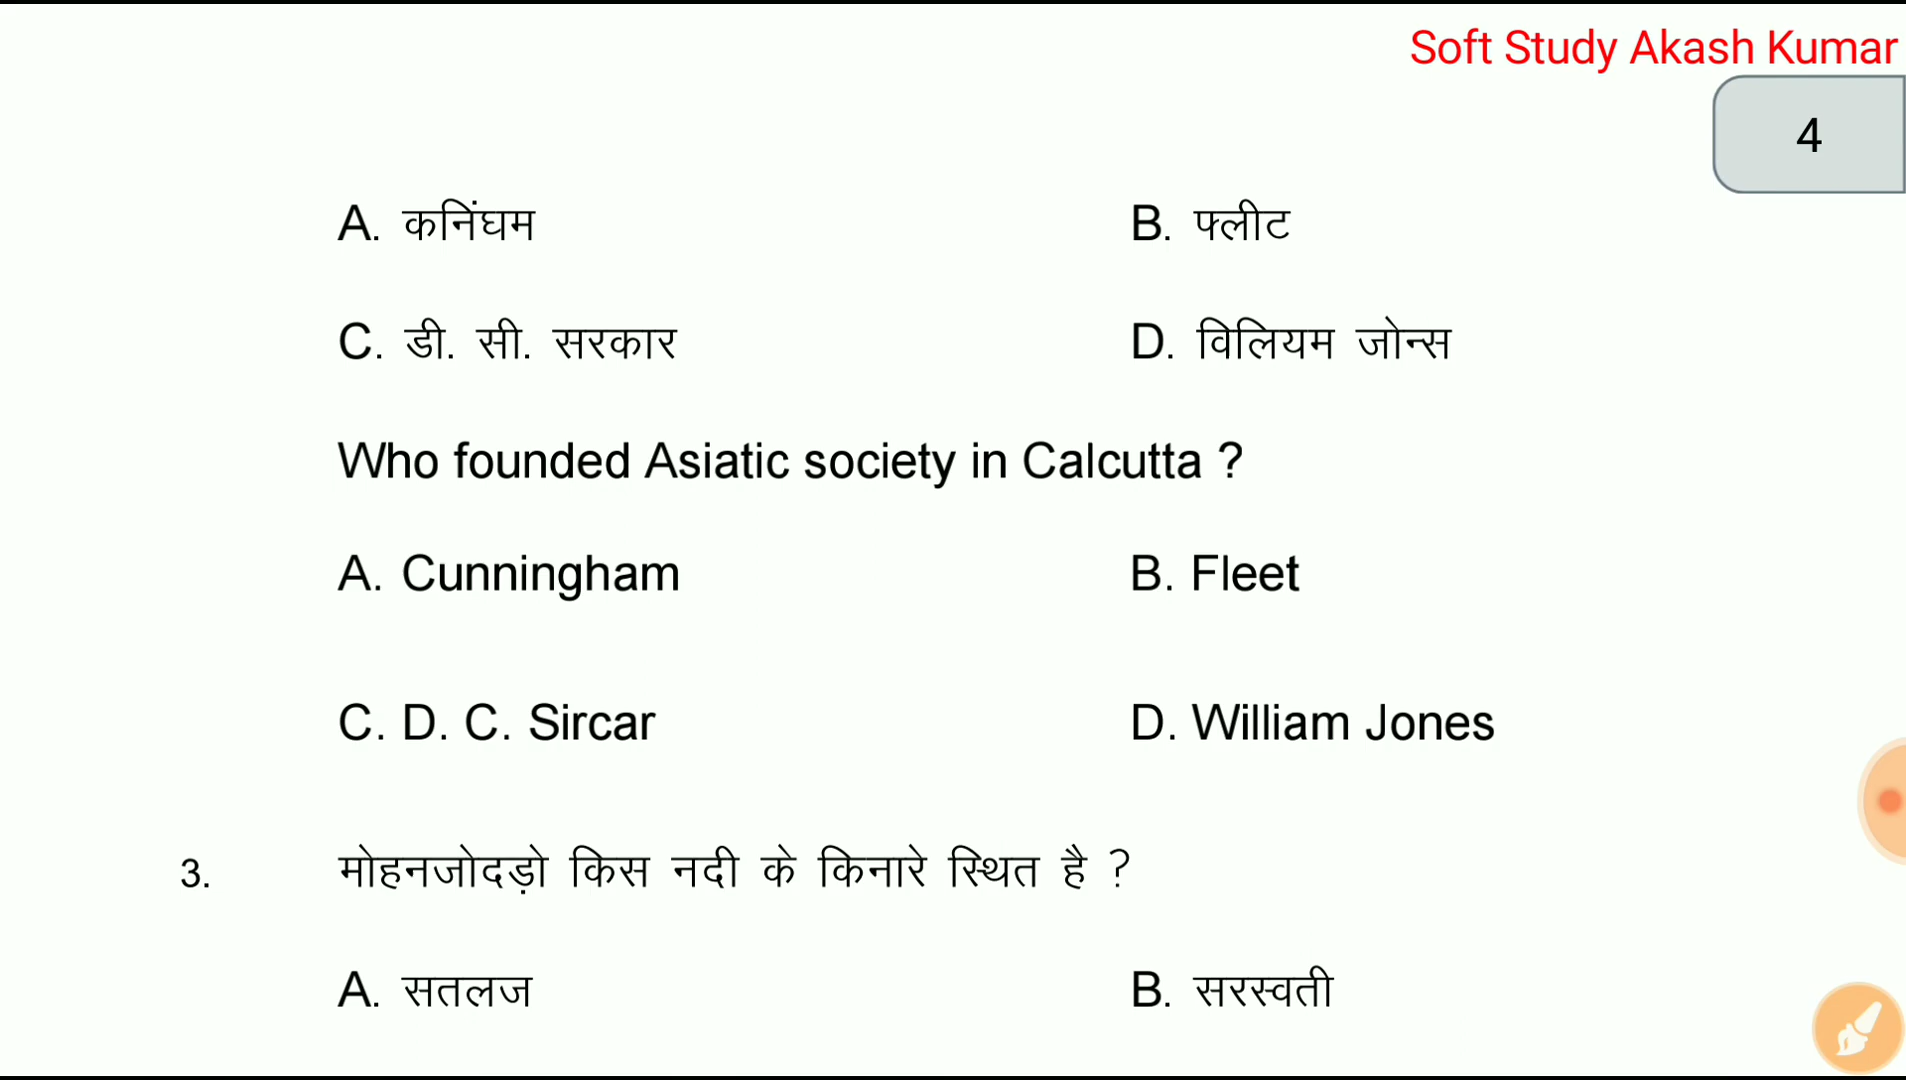 Soft Study Akash Kumar
4
A. कनिंघम B. फ्लीट
C. डी. सी. सरकार D. विलियम जोन्स
Who founded Asiatic society in Calcutta ?
A. Cunningham B. Fleet
C. D. C. Sircar D. William Jones
3. मोहनजोदड़ो किस नदी के किनारे स्थित है ?
A. सतलज B. सरस्वती